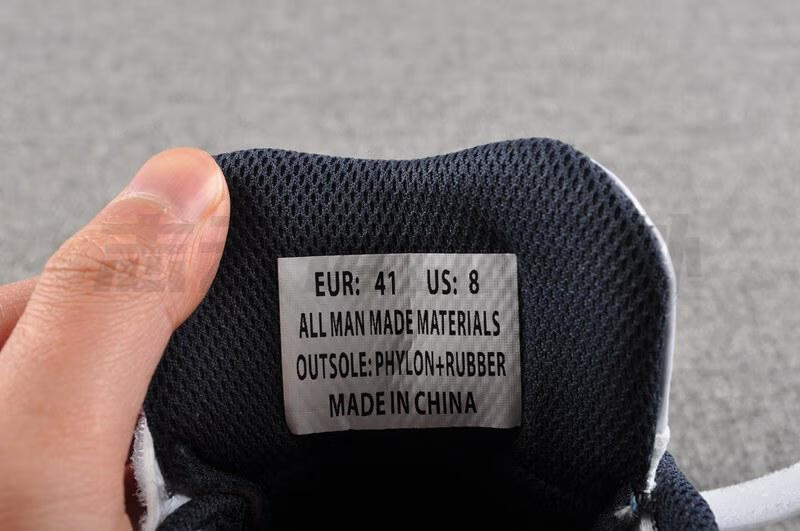 EUR: 41 US: 8
ALL MAN MADE MATERIALS
OUTSOLE: PHYLON+RUBBER
MADE IN CHINA